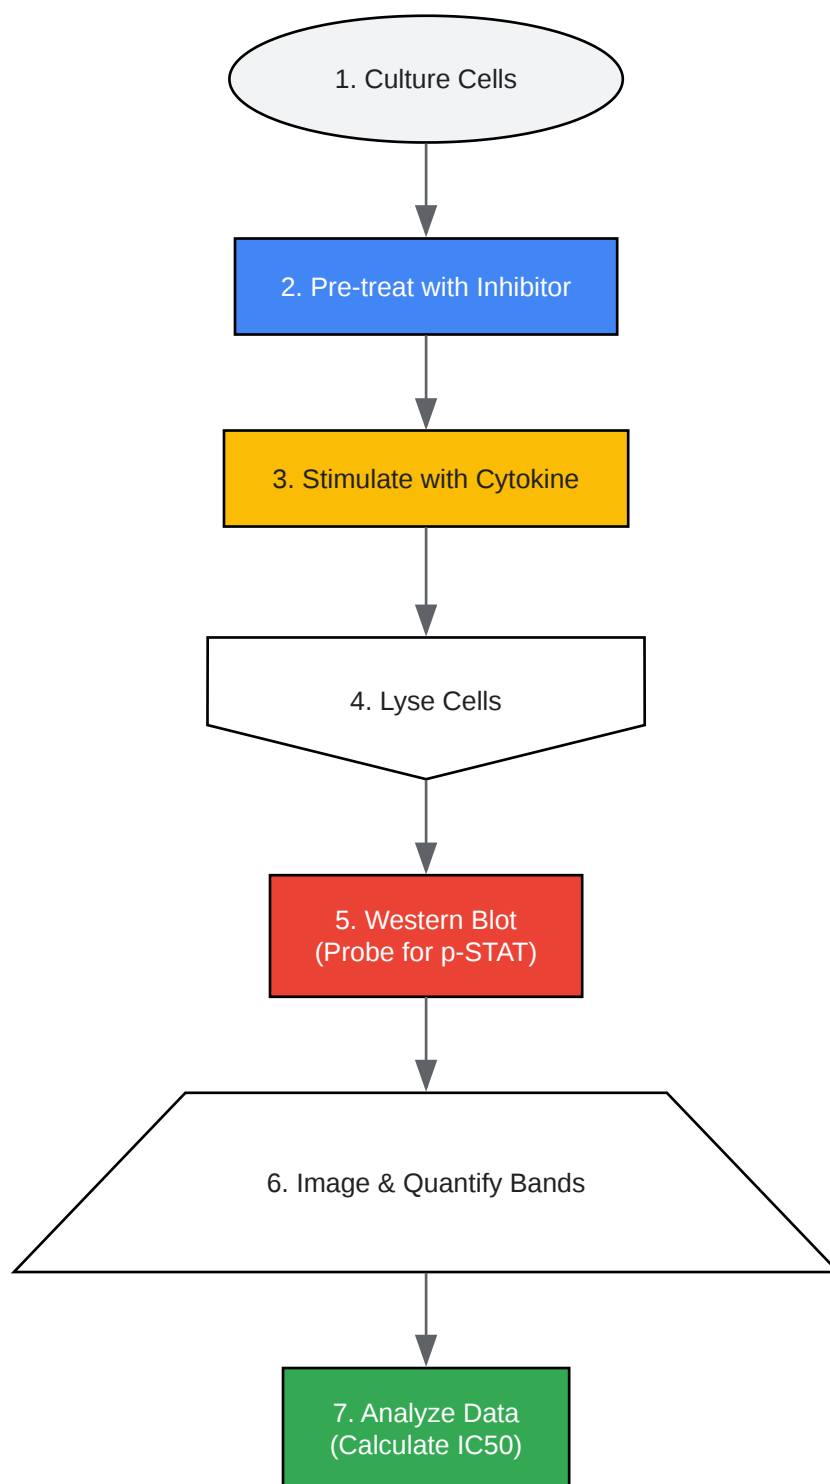 1. Culture Cells
2. Pre-treat with Inhibitor
3. Stimulate with Cytokine
4. Lyse Cells
5. Western Blot
(Probe for p-STAT)
6. Image & Quantify Bands
7. Analyze Data
(Calculate IC50)